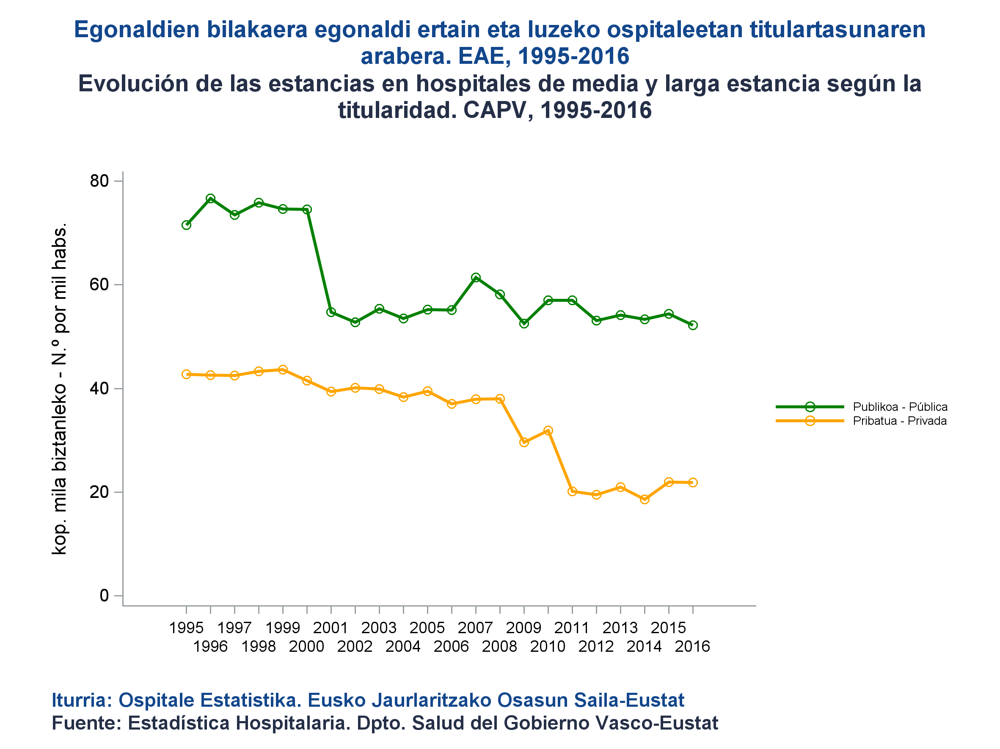 Egonaldien bilakaera egonaldi ertain eta luzeko ospitaleetan titulartasunaren
arabera. EAE, 1995-2016
Evolución de las estancias en hospitales de media y larga estancia según la
titularidad. CAPV, 1995-2016
kop. mila biztanleko - N.º por mil habs.
80
60
40
20
0
1995 1997 1999 2001 2003 2005 2007 2009 2011 2013 2015
1996 1998 2000 2002 2004 2006 2008 2010 2012 2014 2016
Publikoa - Pública
Pribatua - Privada
Iturria: Ospitale Estatistika. Eusko Jaurlaritzako Osasun Saila-Eustat
Fuente: Estadística Hospitalaria. Dpto. Salud del Gobierno Vasco-Eustat